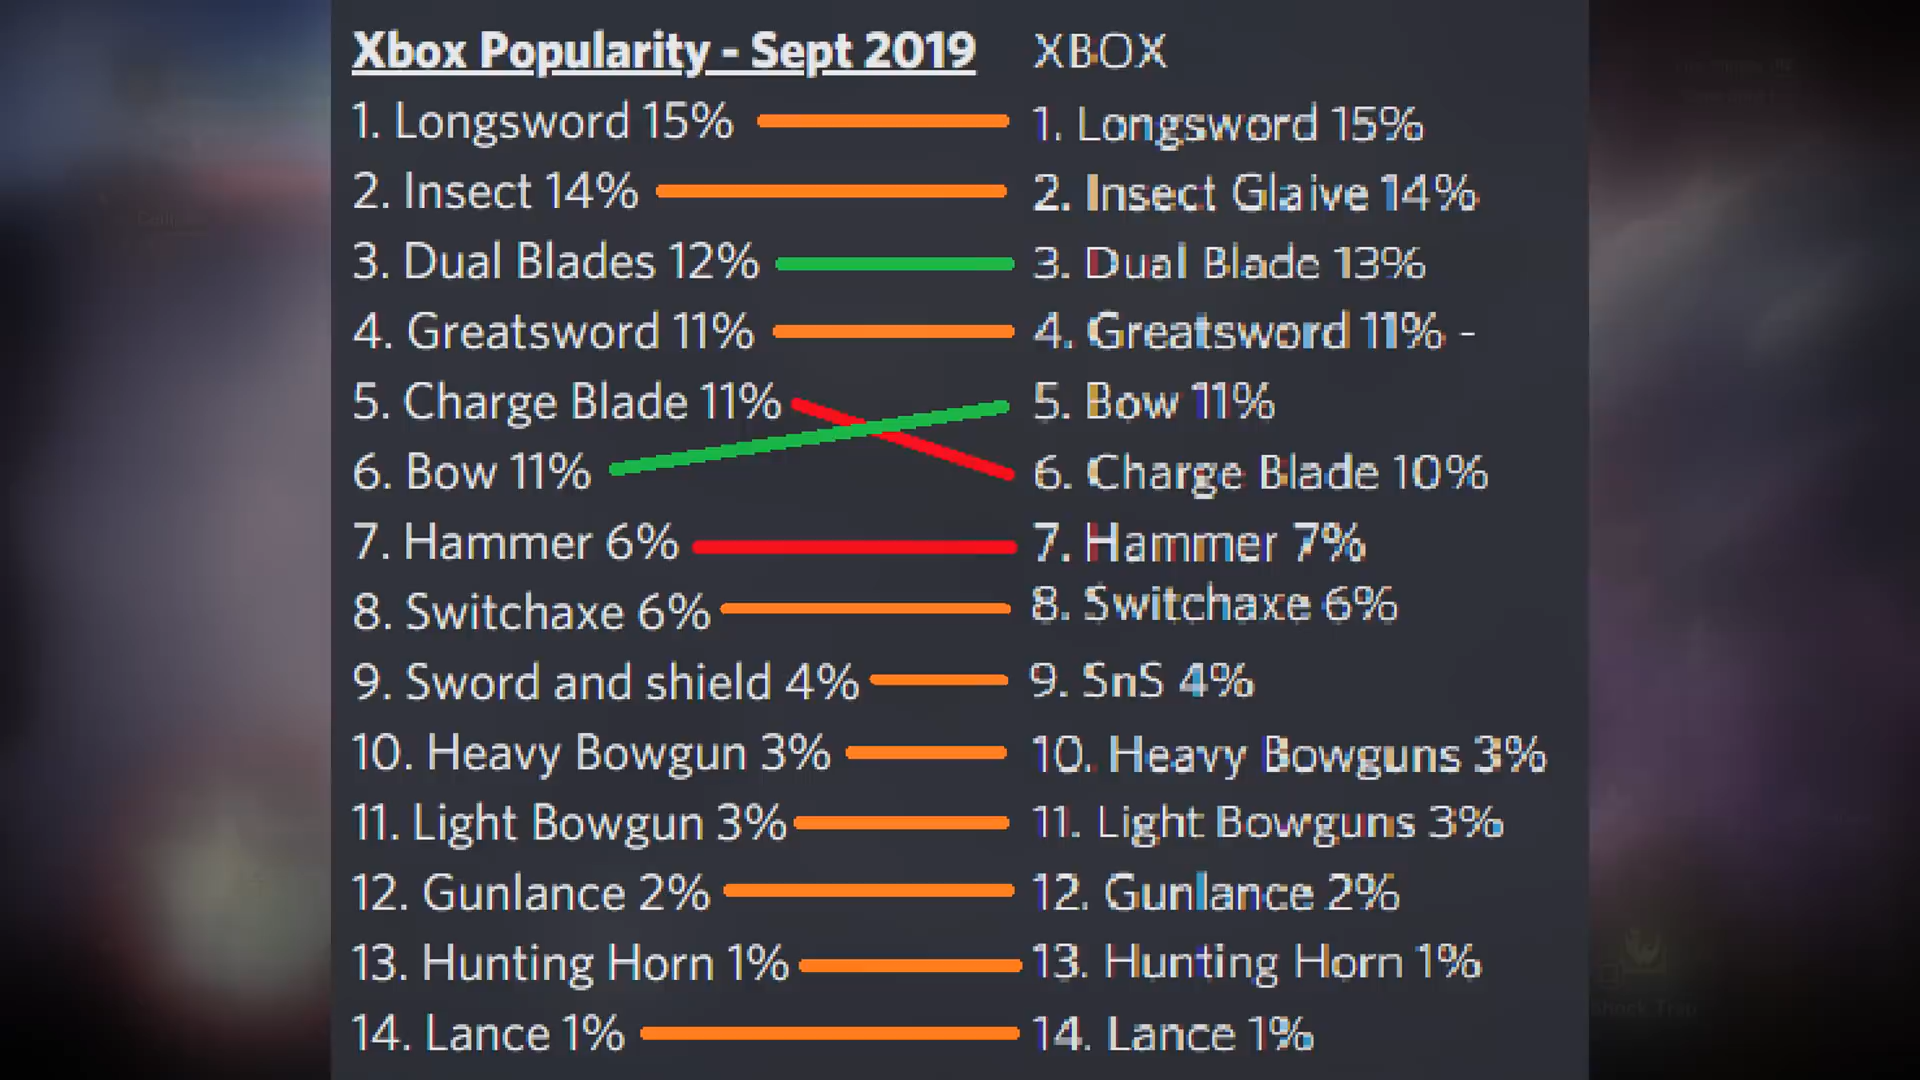 Xbox Popularity - Sept 2019
1. Longsword 15%
2. Insect 14%
3. Dual Blades 12%
4. Greatsword 11%
5. Charge Blade 11%
6. Bow 11%
7. Hammer 6%
8. Switchaxe 6%
9. Sword and shield 4%
10. Heavy Bowgun 3%
11. Light Bowgun 3%
12. Gunlance 2%
13. Hunting Horn 1%
14. Lance 1%
XBOX
1. Longsword 15%
2. Insect Glaive 14%
3. Dual Blade 13%
4. Greatsword 11% -
5. Bow 11%
6. Charge Blade 10%
7. Hammer 7%
8. Switchaxe 6%
9. SnS 4%
10. Heavy Bowguns 3%
11. Light Bowguns 3%
12. Gunlance 2%
13. Hunting Horn 1%
14. Lance 1%
Shock Trap